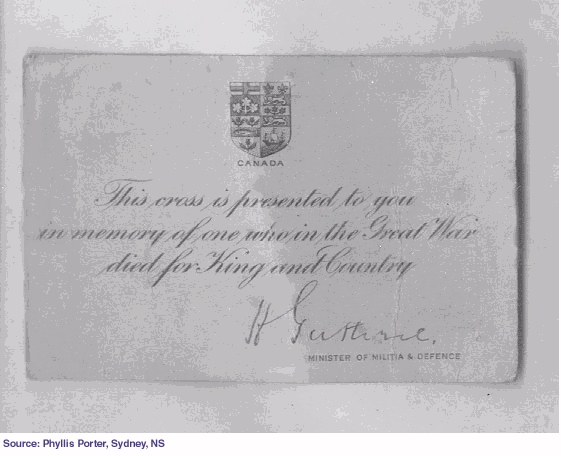 CANADA
This cross is presented to you
in memory of one who in the Great War
died for King and Country
H Guthrie.
MINISTER OF MILITIA & DEFENCE
Source: Phyllis Porter, Sydney, NS